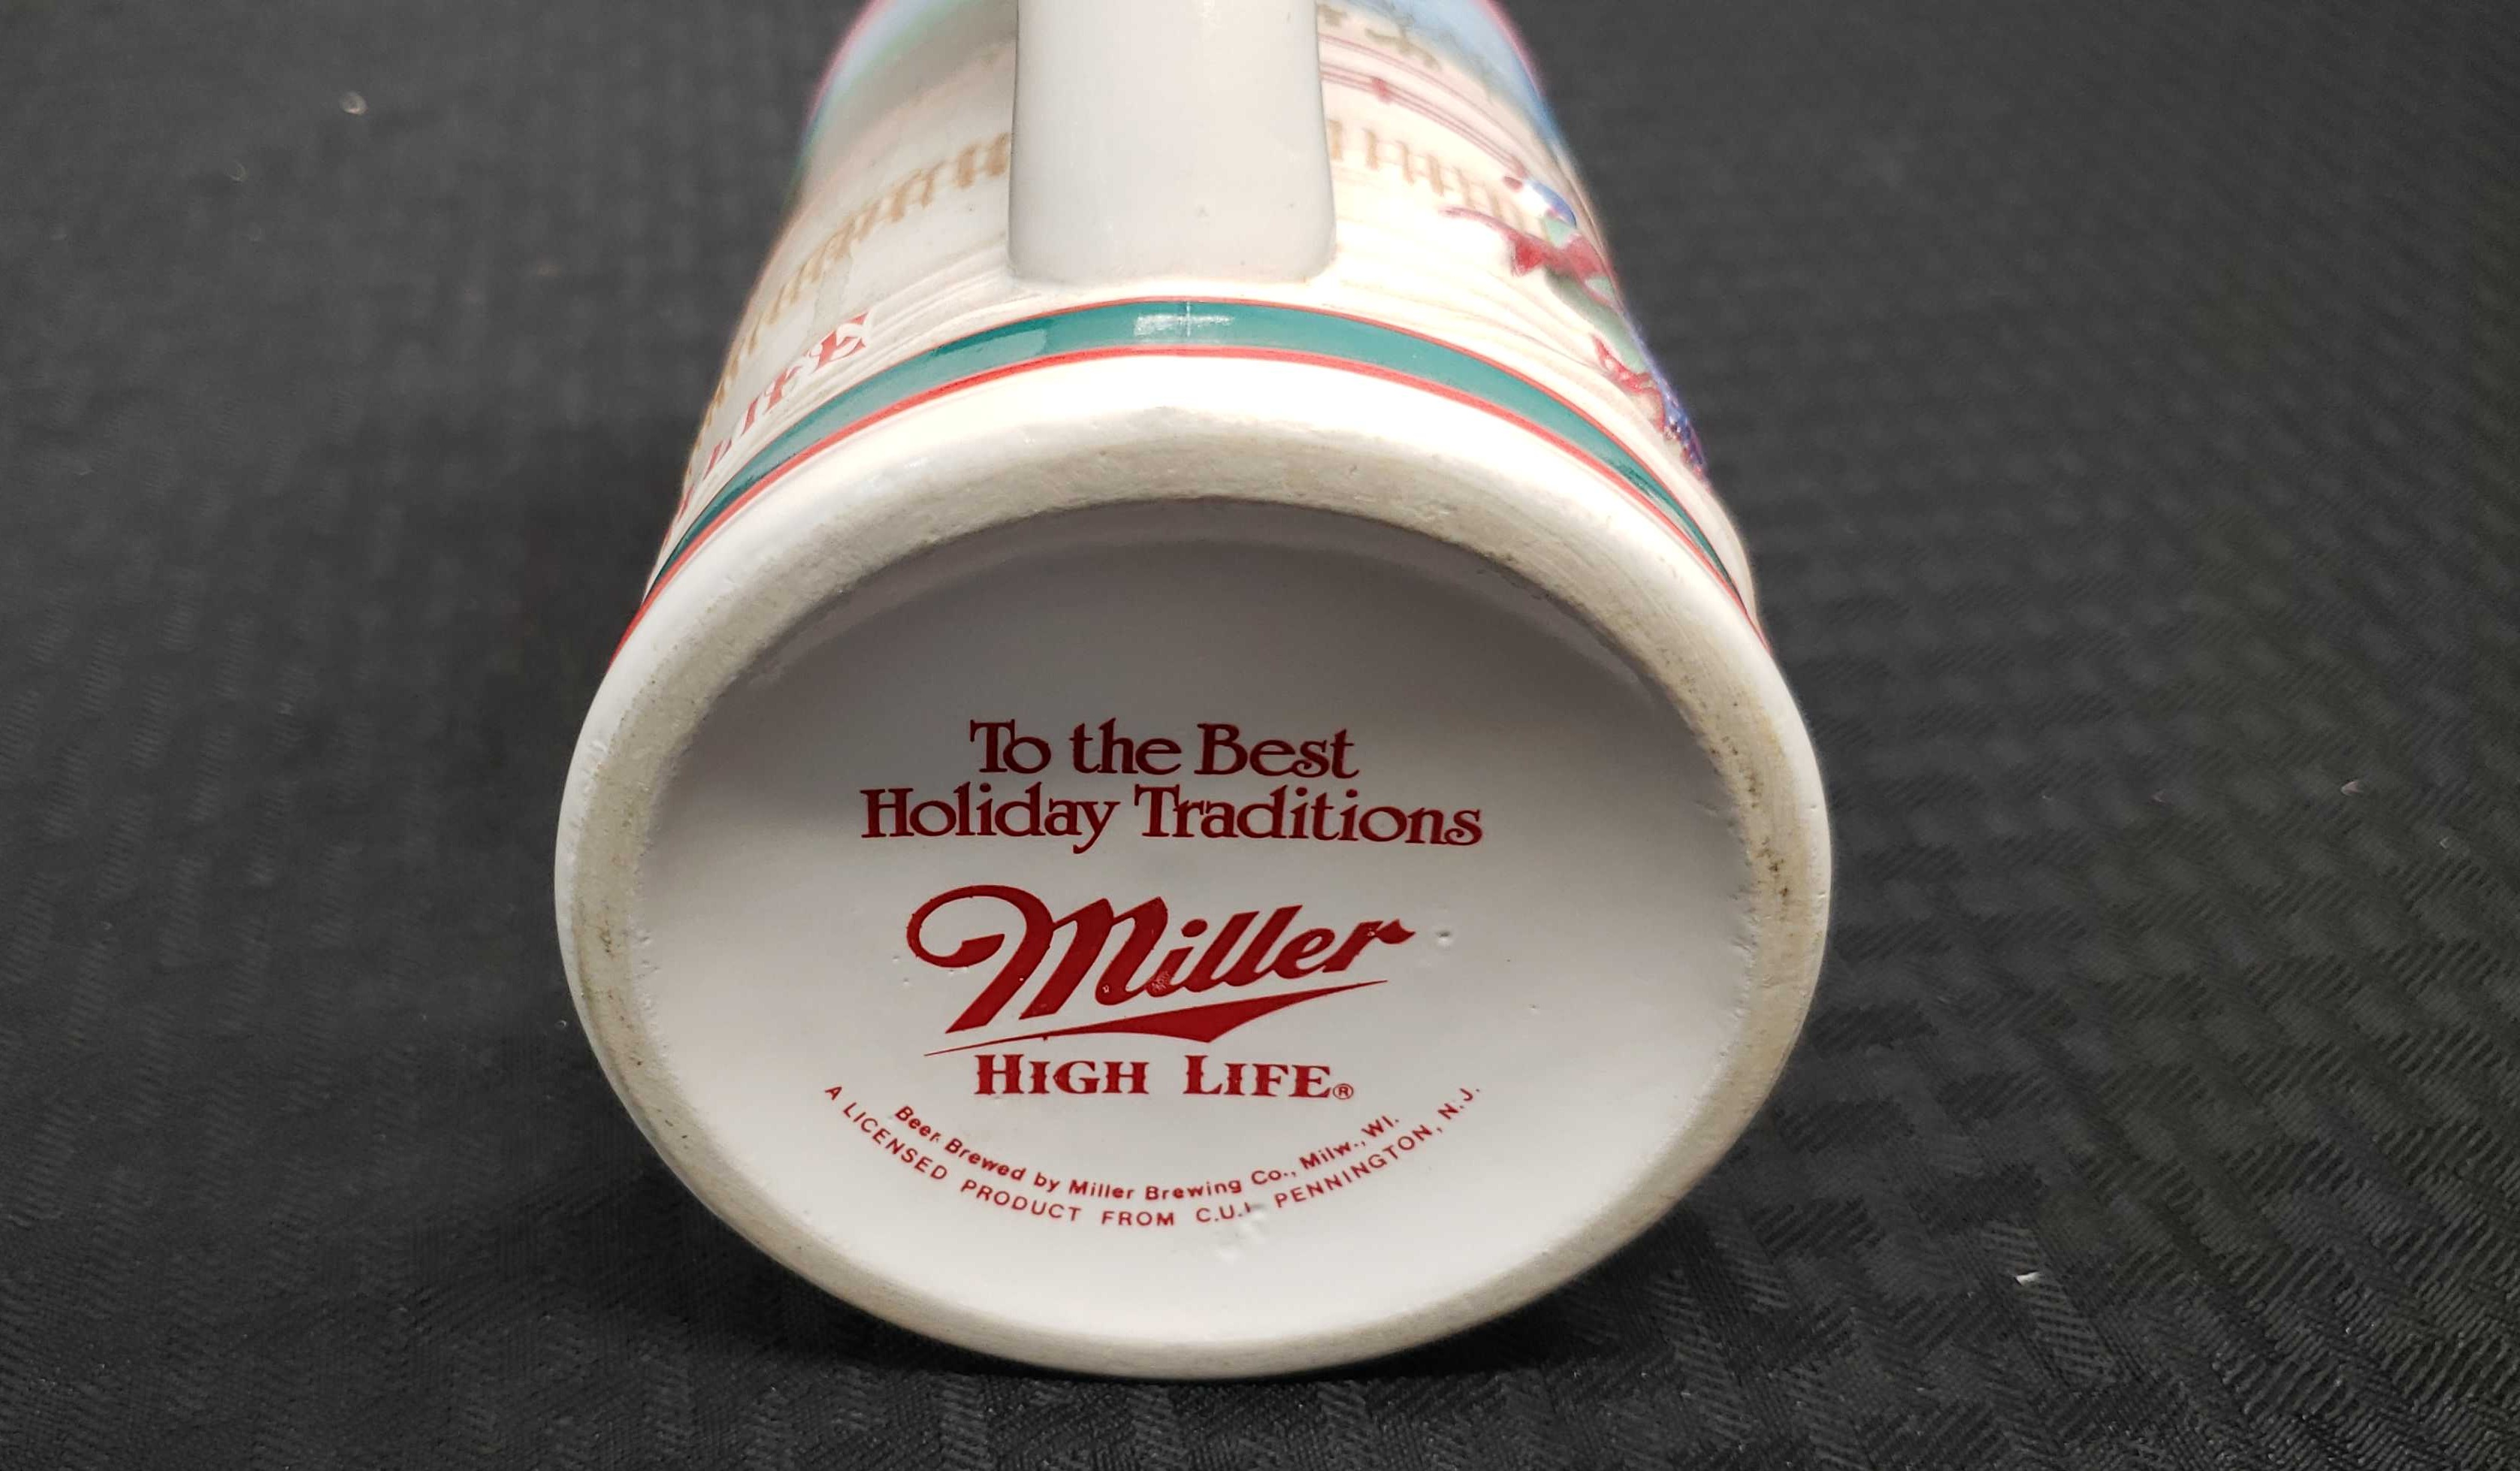 LIFE
To the Best
Holiday Traditions
Miller
HIGH LIFE®
Beer Brewed by Miller Brewing Co., Milw., WI.
A LICENSED PRODUCT FROM C.U.I. PENNINGTON, N.J.